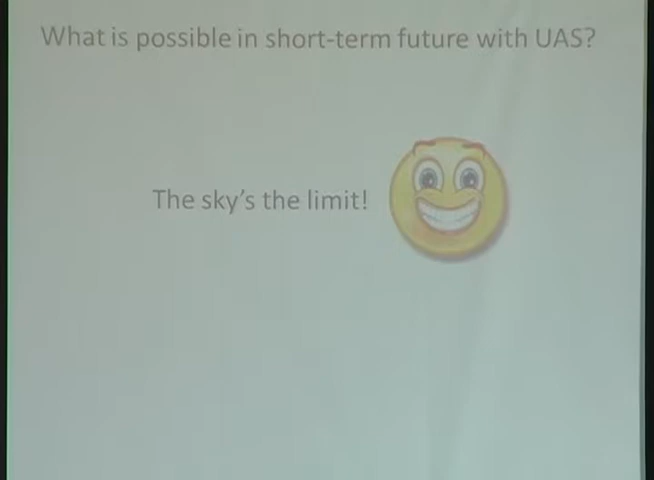 What is possible in short-term future with UAS?
The sky's the limit!